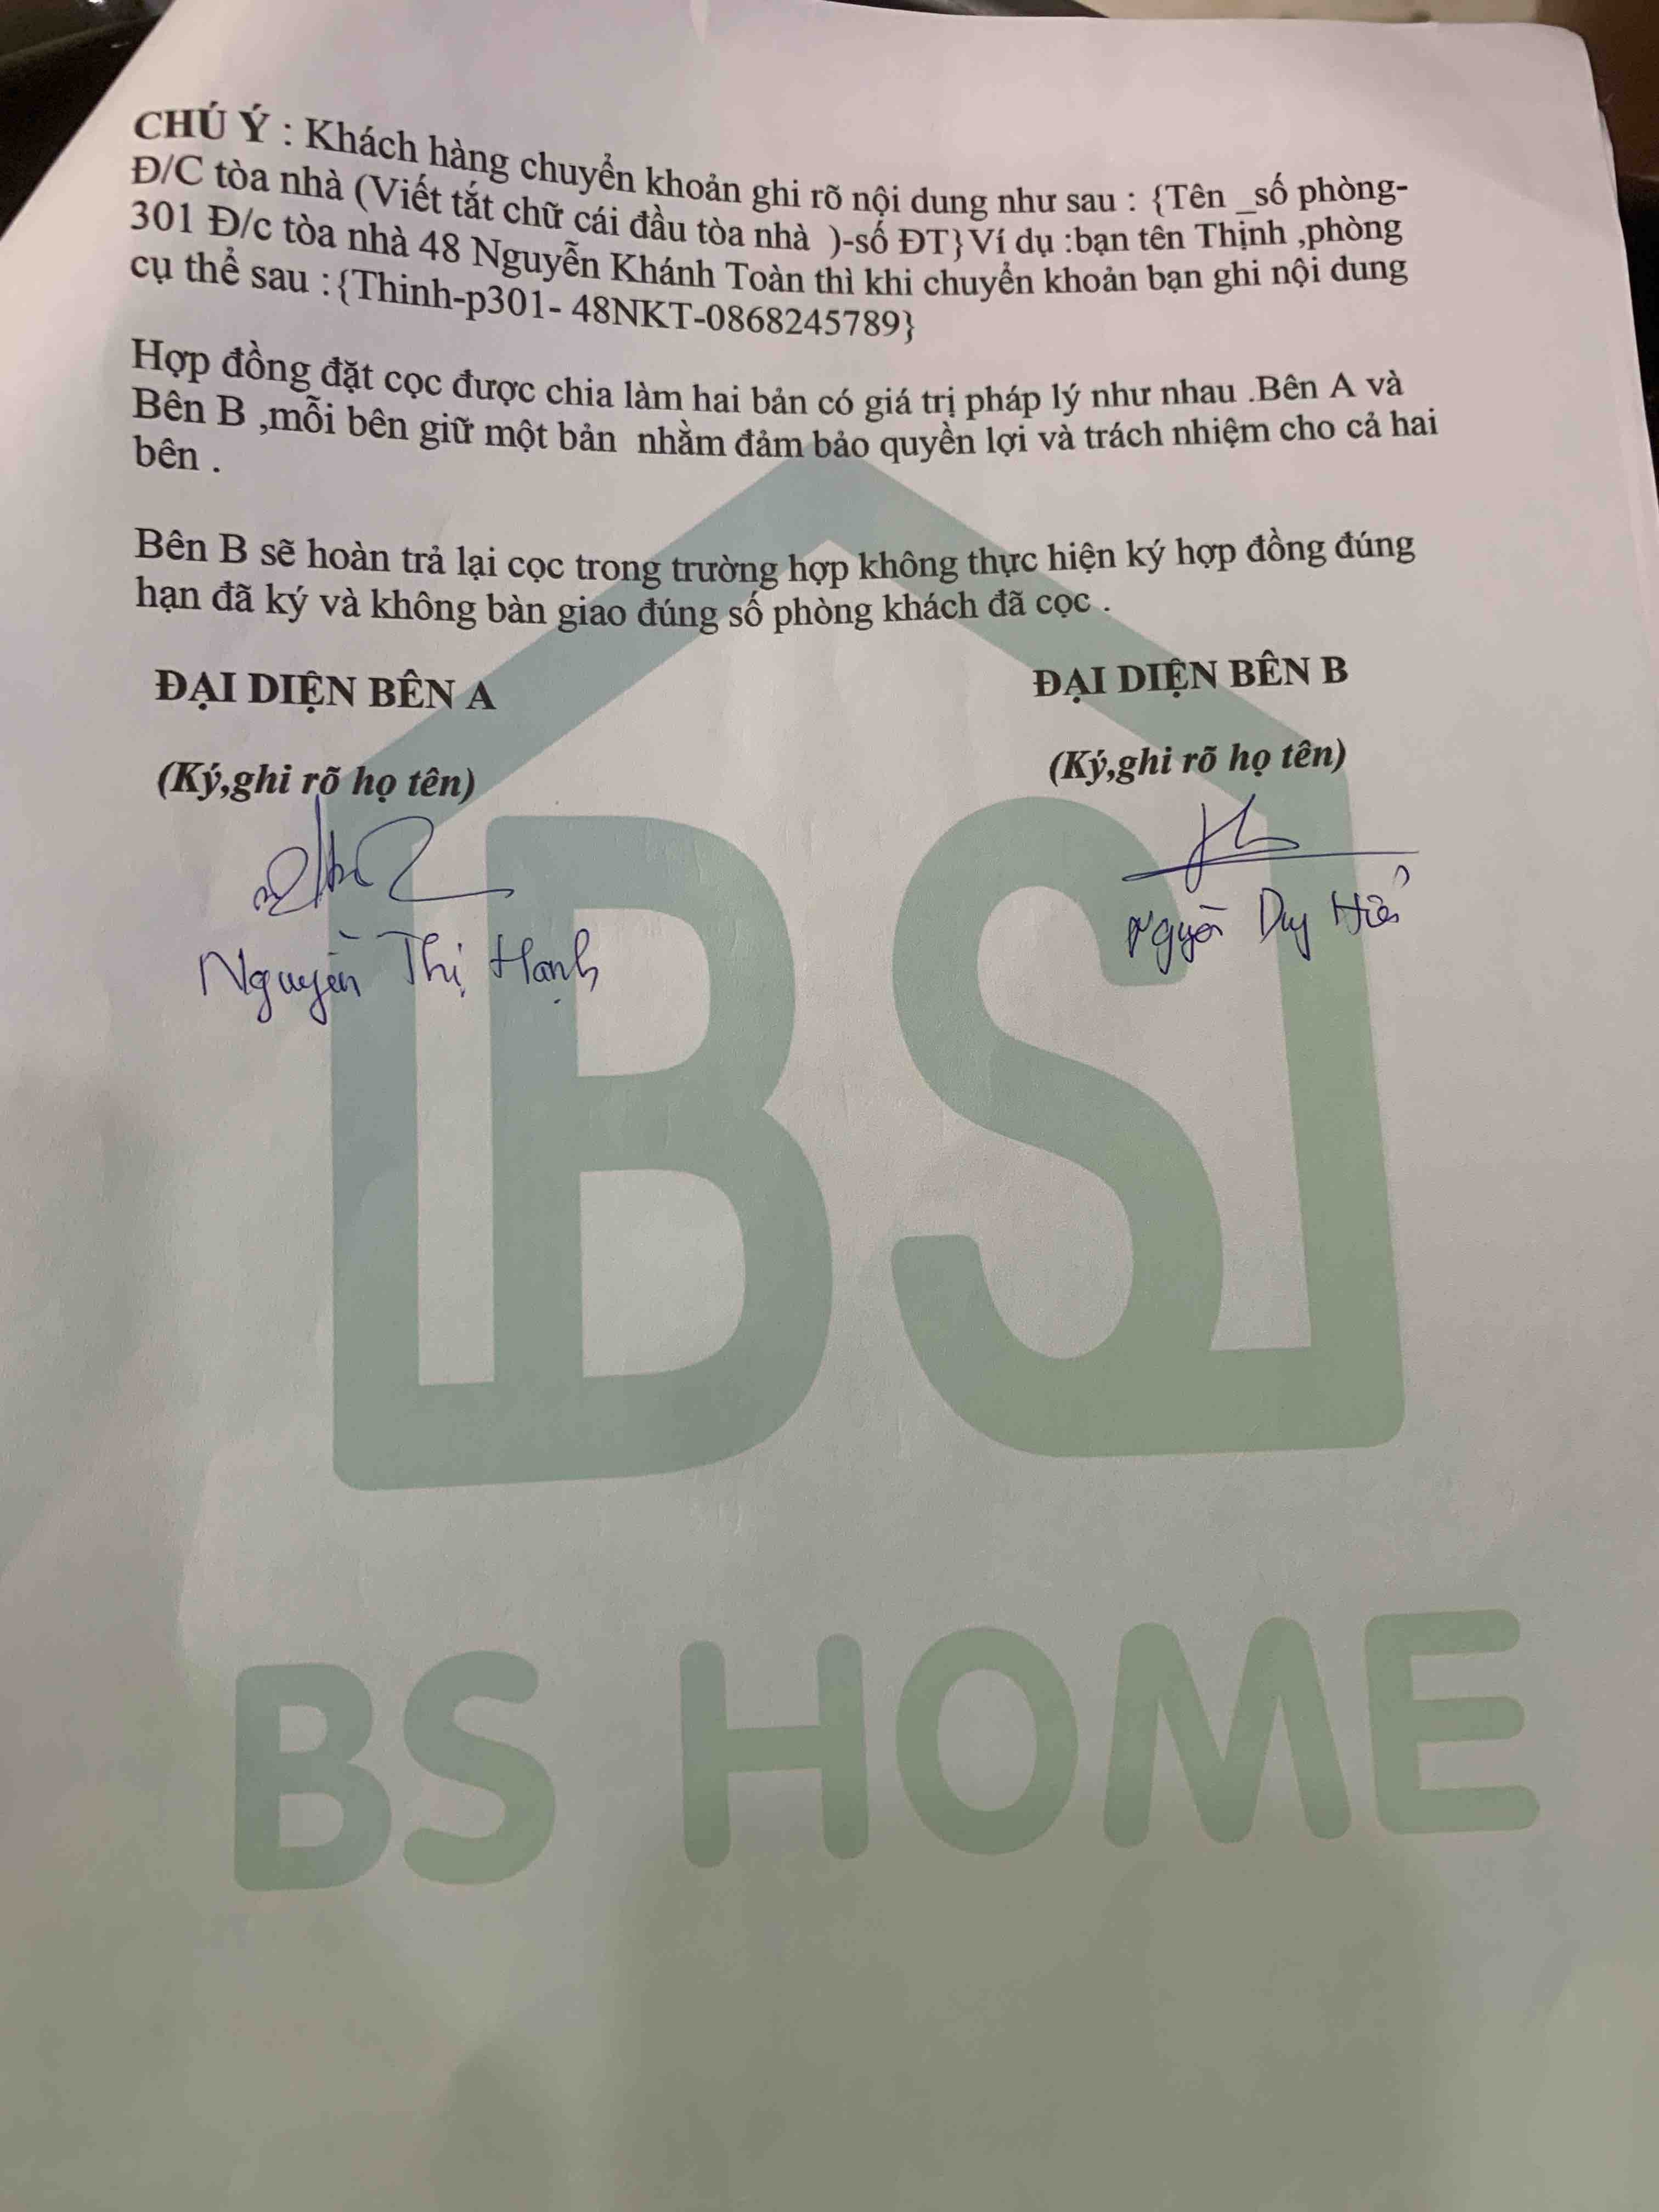 CHÚ Ý : Khách hàng chuyển khoản ghi rõ nội dung như sau : {Tên _số phòng-
Đ/C tòa nhà (Viết tắt chữ cái đầu tòa nhà )-số ĐT}Ví dụ :bạn tên Thịnh ,phòng
301 Đ/c tòa nhà 48 Nguyễn Khánh Toàn thì khi chuyển khoản bạn ghi nội dung
cụ thể sau :{Thinh-p301- 48NKT-0868245789}
Hợp đồng đặt cọc được chia làm hai bản có giá trị pháp lý như nhau .Bên A và
Bên B ,mỗi bên giữ một bản nhằm đảm bảo quyền lợi và trách nhiệm cho cả hai
bên .
Bên B sẽ hoàn trả lại cọc trong trường hợp không thực hiện ký hợp đồng đúng
hạn đã ký và không bàn giao đúng số phòng khách đã cọc .
ĐẠI DIỆN BÊN A
ĐẠI DIỆN BÊN B
(Ký,ghi rõ họ tên)
(Ký,ghi rõ họ tên)
Nguyễn Thị Hạnh
Duy
BS
BS HOME